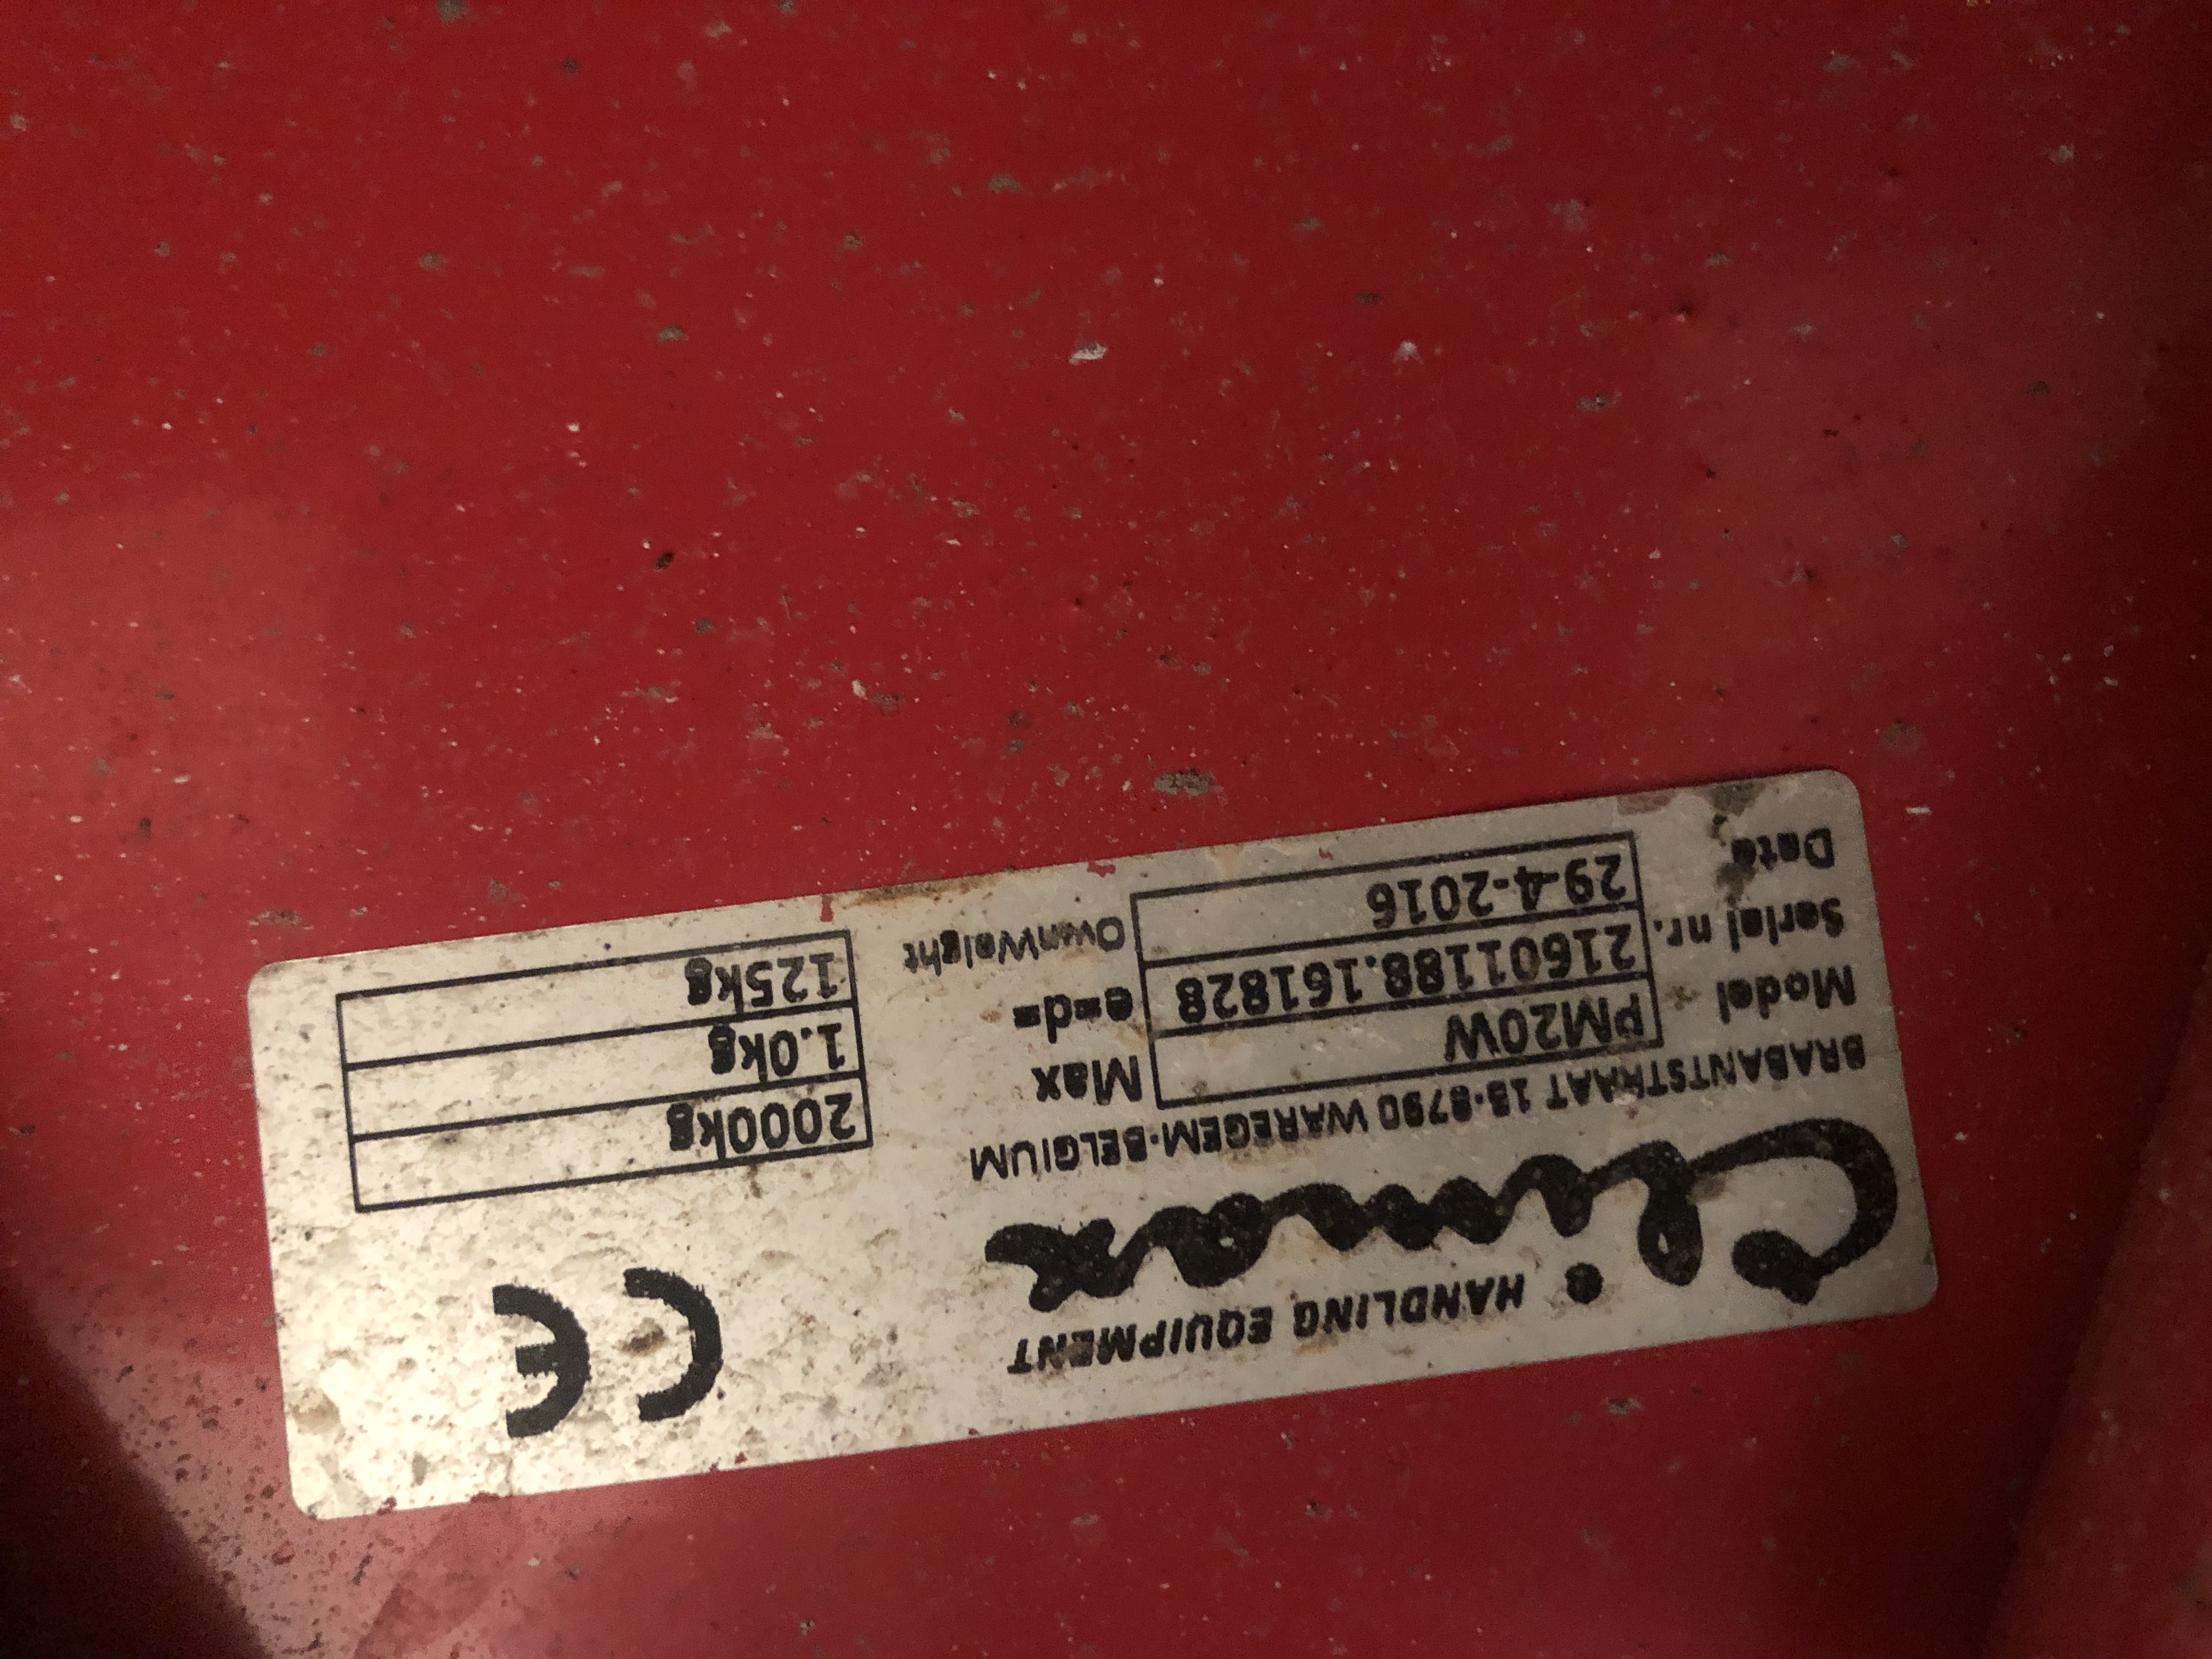 HANDLING EQUIPMENT
Climax
BRABANTSTRAAT 15·8790 WAREGEM·BELGIUM
Model PM20W Max 2000kg
Serial nr. 21601188.161828 e=d= 1.0kg
Date 29-4-2016 OwnWeight 125kg
CE